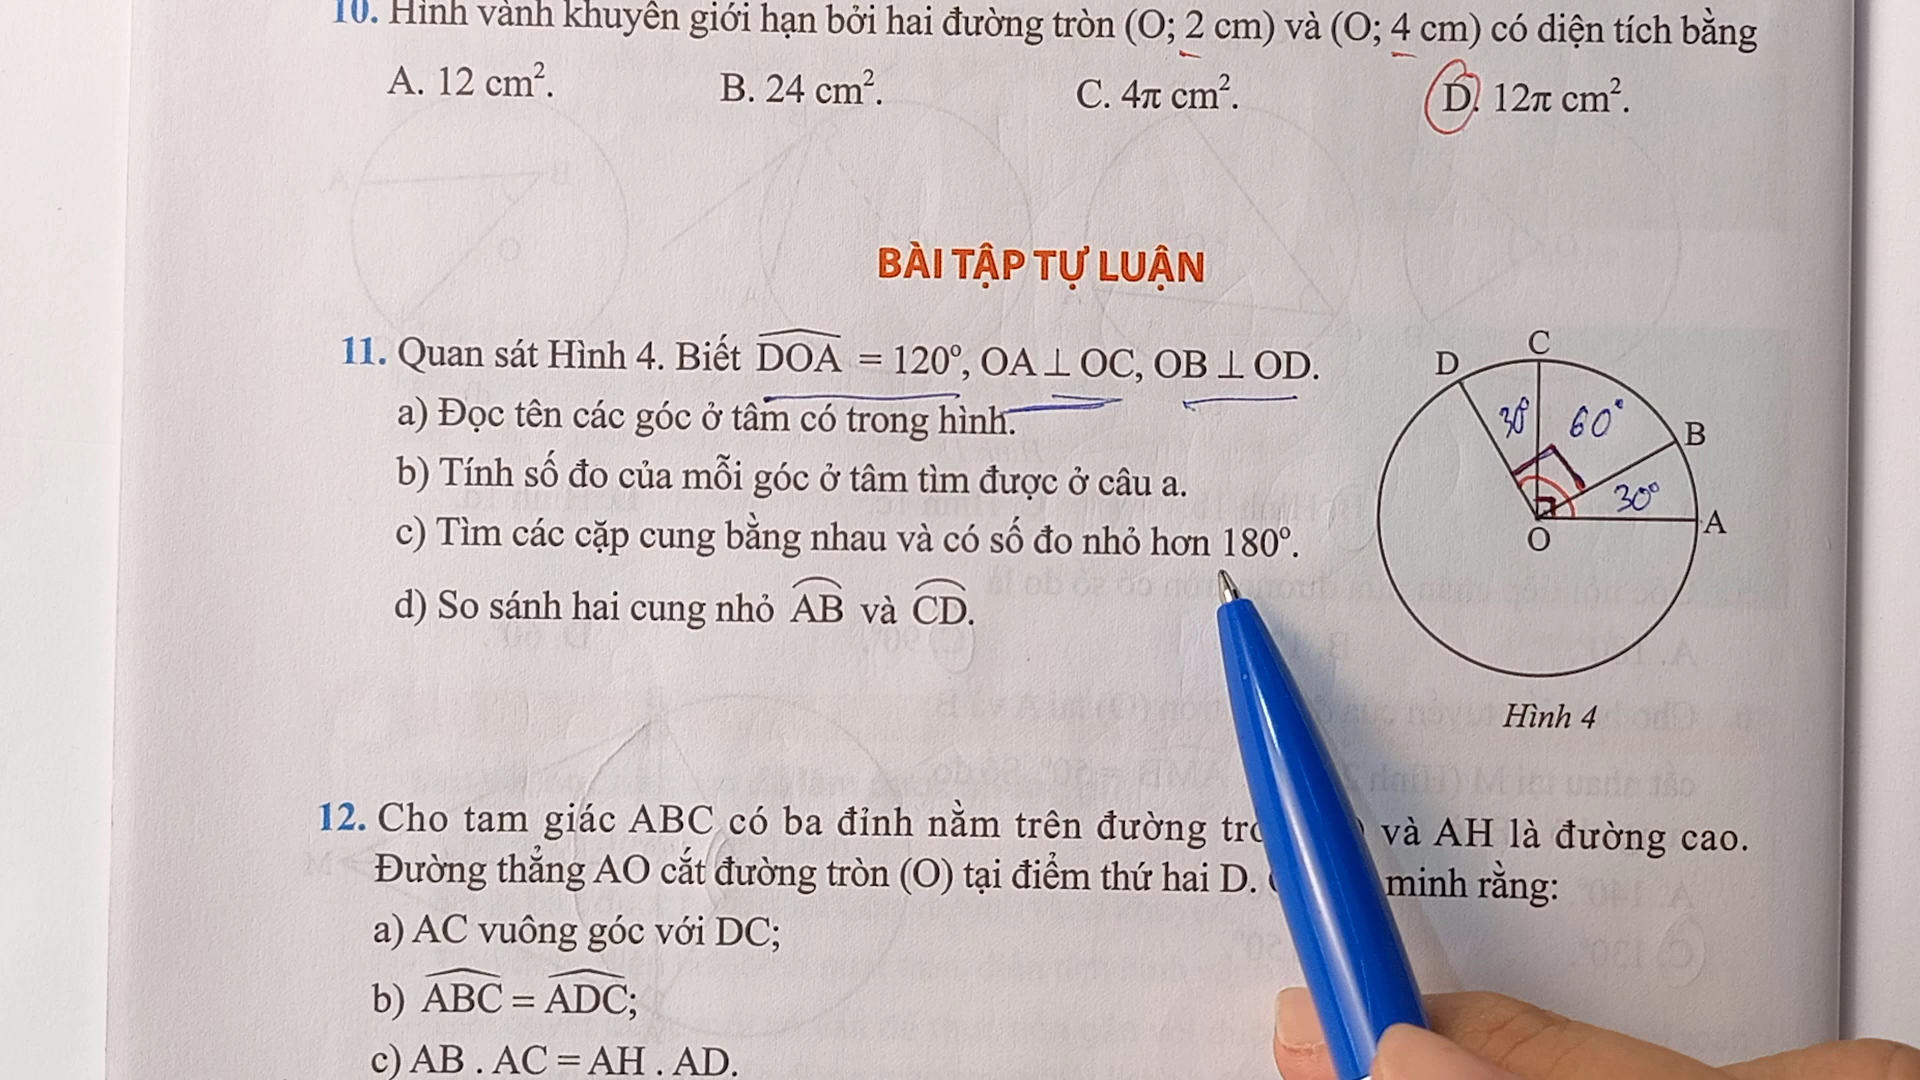 10. Hình vành khuyên giới hạn bởi hai đường tròn (O; 2 cm) và (O; 4 cm) có diện tích bằng
A. 12 cm². B. 24 cm². C. 4π cm². D. 12π cm².
BÀI TẬP TỰ LUẬN
11. Quan sát Hình 4. Biết DOA = 120°, OA ⊥ OC, OB ⊥ OD.
a) Đọc tên các góc ở tâm có trong hình.
b) Tính số đo của mỗi góc ở tâm tìm được ở câu a.
c) Tìm các cặp cung bằng nhau và có số đo nhỏ hơn 180°.
d) So sánh hai cung nhỏ AB và CD.
C
D
30° 60°
B
30°
A
O
Hình 4
12. Cho tam giác ABC có ba đỉnh nằm trên đường và AH là đường cao.
Đường thẳng AO cắt đường tròn (O) tại điểm thứ hai D. minh rằng:
a) AC vuông góc với DC;
b) ABC = ADC;
c) AB . AC = AH . AD.